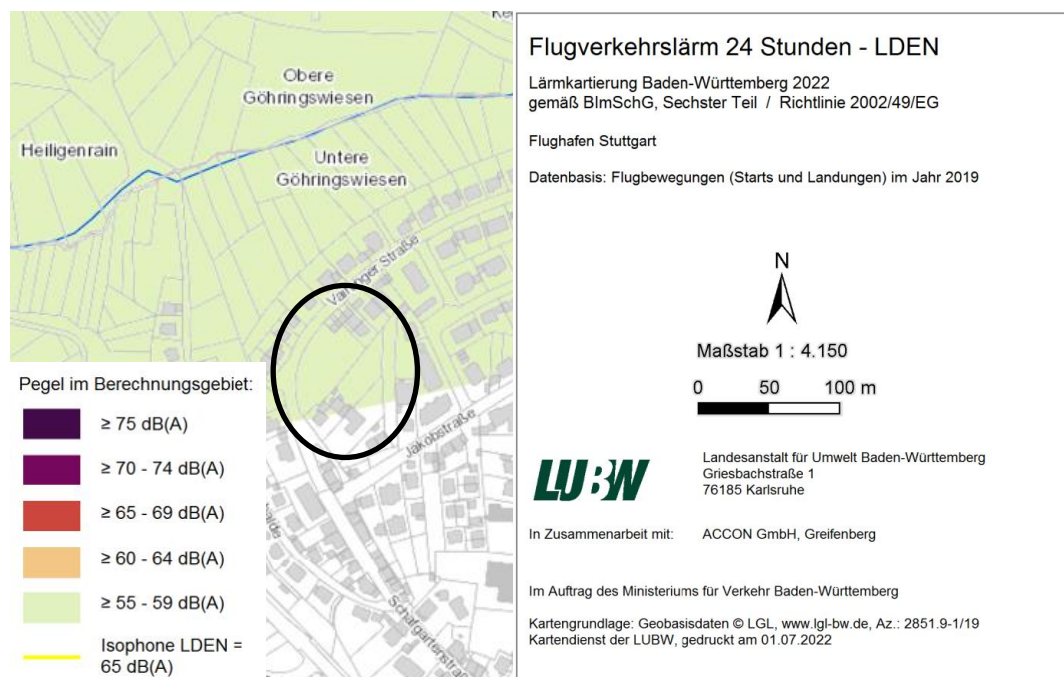 Obere
Göhringswiesen
Heiligenrain
Untere
Göhringswiesen
Vaihinger Straße
Jakobstraße
Schafgartenstraße
Pegel im Berechnungsgebiet:
≥ 75 dB(A)
≥ 70 - 74 dB(A)
≥ 65 - 69 dB(A)
≥ 60 - 64 dB(A)
≥ 55 - 59 dB(A)
Isophone LDEN =
65 dB(A)
Flugverkehrslärm 24 Stunden - LDEN
Lärmkartierung Baden-Württemberg 2022
gemäß BImSchG, Sechster Teil / Richtlinie 2002/49/EG
Flughafen Stuttgart
Datenbasis: Flugbewegungen (Starts und Landungen) im Jahr 2019
N
Maßstab 1 : 4.150
0 50 100 m
LUBW
Landesanstalt für Umwelt Baden-Württemberg
Griesbachstraße 1
76185 Karlsruhe
In Zusammenarbeit mit: ACCON GmbH, Greifenberg
Im Auftrag des Ministeriums für Verkehr Baden-Württemberg
Kartengrundlage: Geobasisdaten © LGL, www.lgl-bw.de, Az.: 2851.9-1/19
Kartendienst der LUBW, gedruckt am 01.07.2022